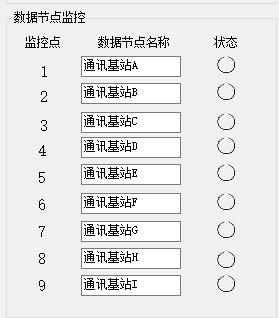 数据节点监控
监控点 数据节点名称 状态
1 通讯基站A
2 通讯基站B
3 通讯基站C
4 通讯基站D
5 通讯基站E
6 通讯基站F
7 通讯基站G
8 通讯基站H
9 通讯基站I